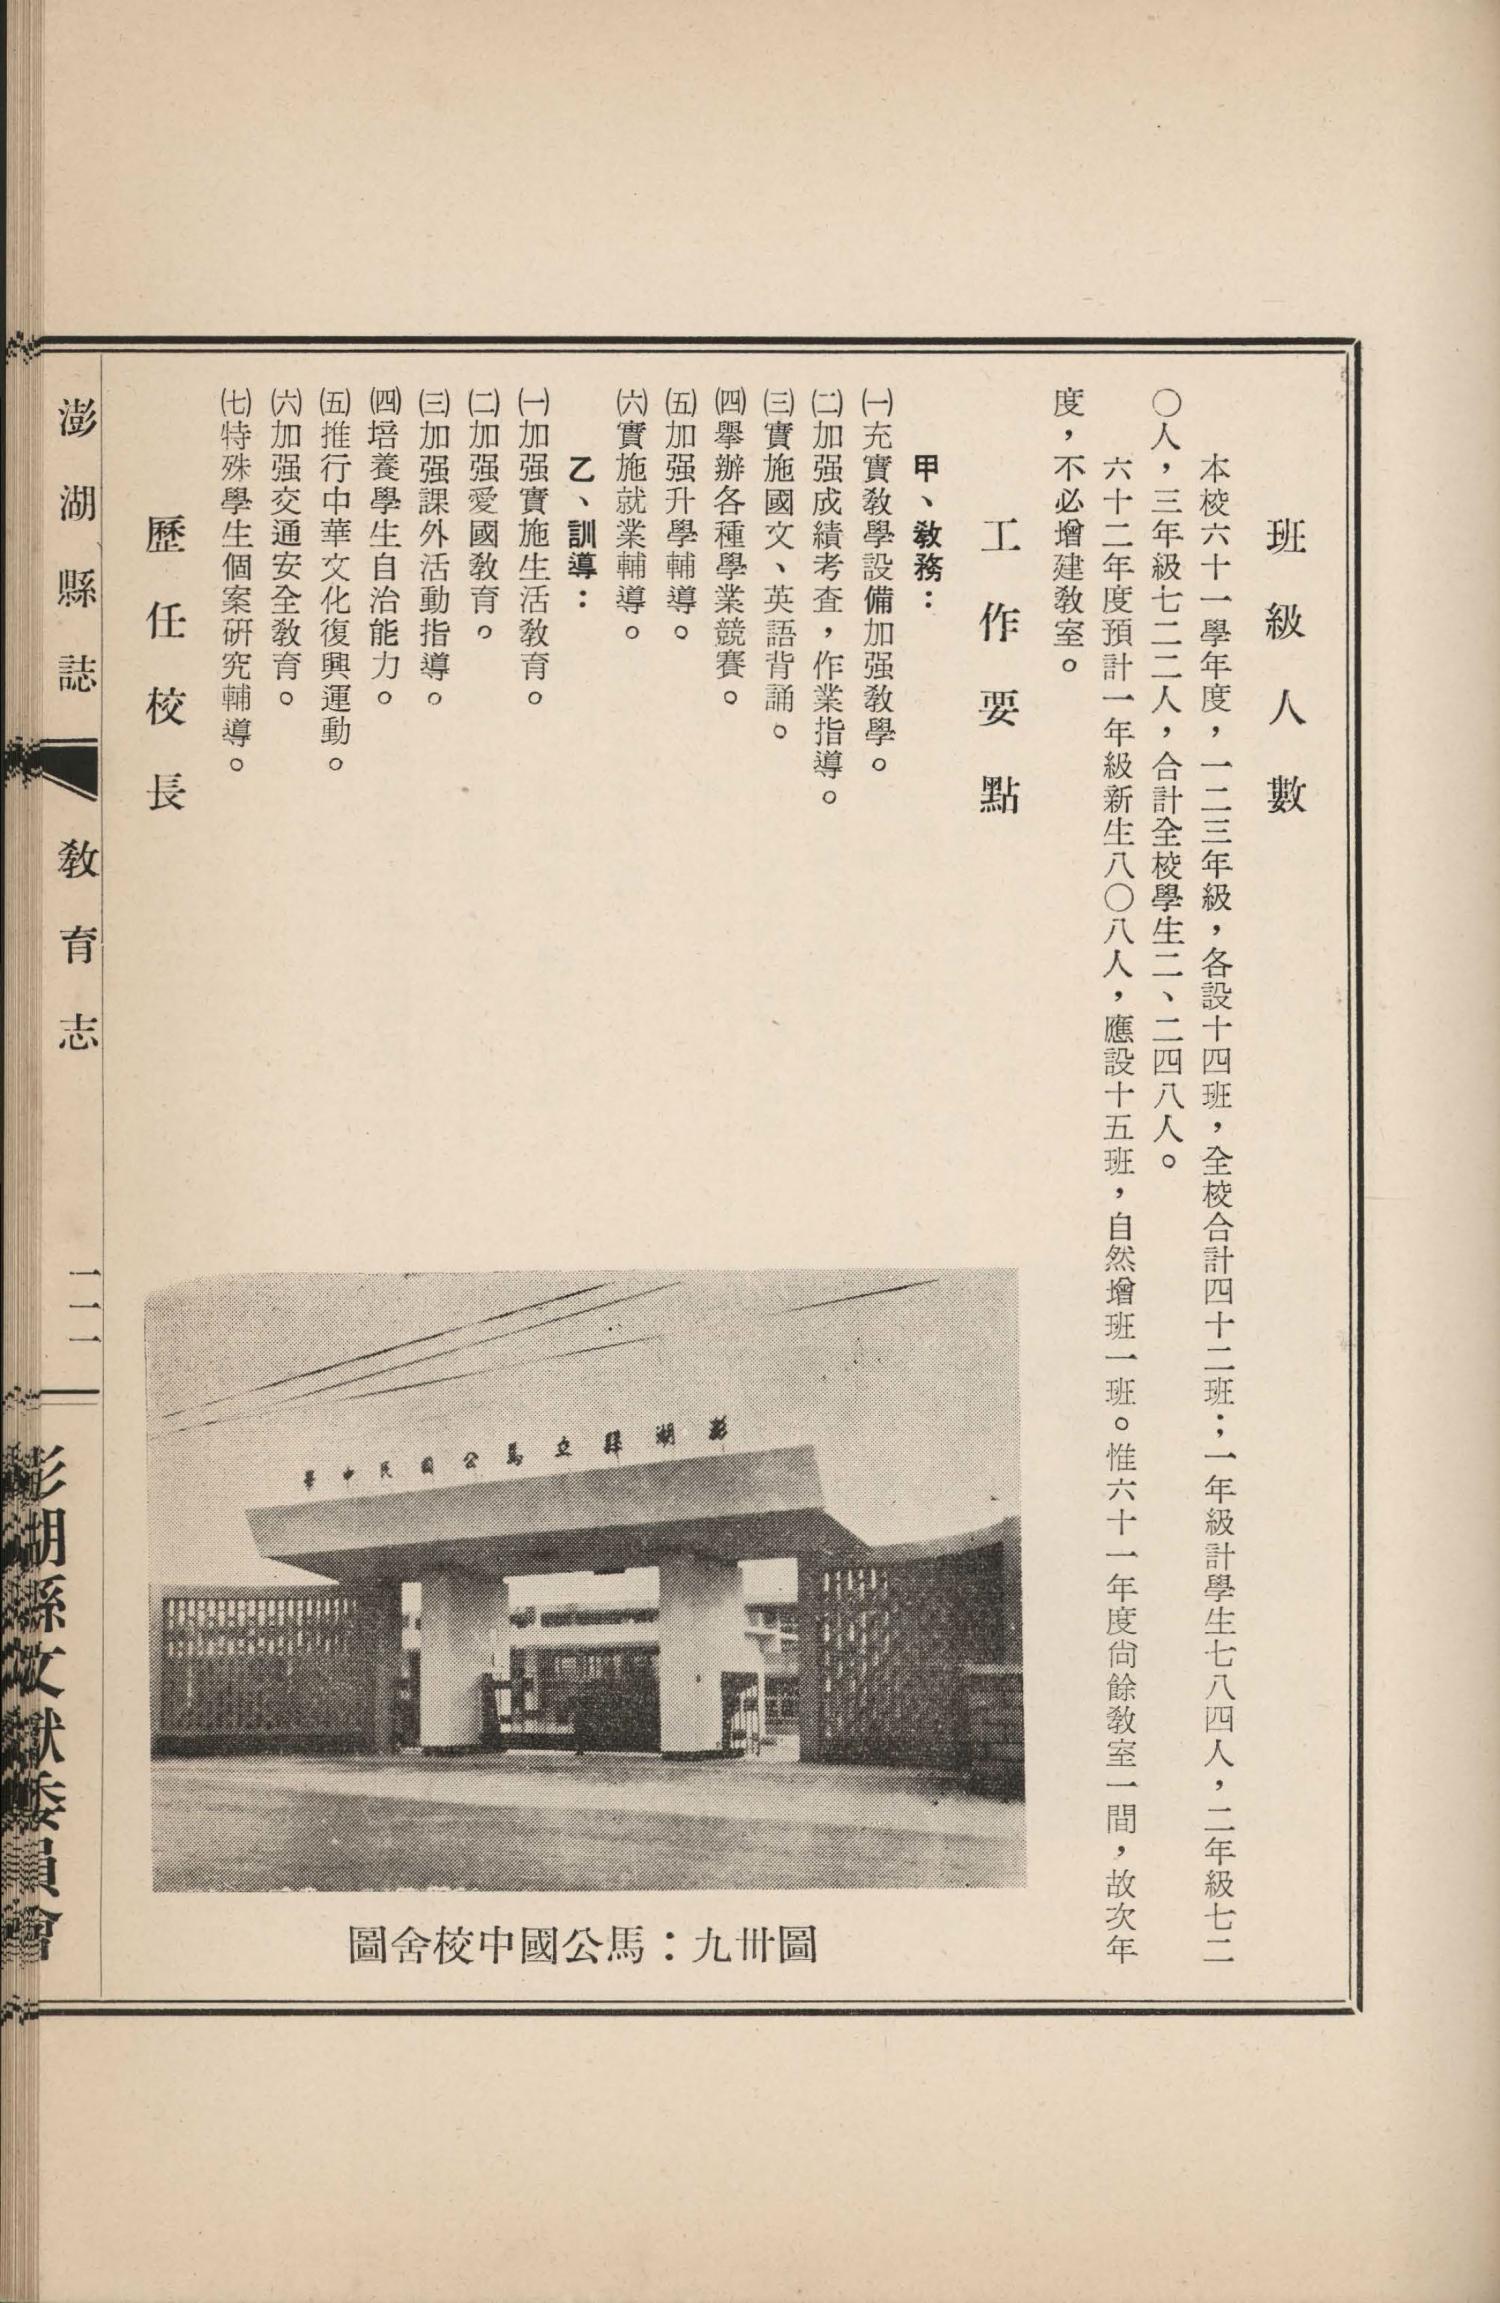 班級人數
本校六十一學年度，一二三年級，各設十四班，全校合計四十二班；一年級計學生七八四人，二年級七二
〇人，三年級七二二人，合計全校學生二、二四八人。
六十二年度預計一年級新生八〇八人，應設十五班，自然增班一班。惟六十一年度尙餘敎室一間，故次年
度，不必增建敎室。
工作要點
甲、敎務：
㈠充實敎學設備加强敎學。
㈡加强成績考査，作業指導。
㈢實施國文、英語背誦。
㈣擧辦各種學業競賽。
㈤加强升學輔導。
㈥實施就業輔導。
乙、訓導：
㈠加强實施生活敎育。
㈡加强愛國敎育。
㈢加强課外活動指導。
㈣培養學生自治能力。
㈤推行中華文化復興運動。
㈥加强交通安全敎育。
㈦特殊學生個案硏究輔導。
歷任校長
澎湖縣立馬公國民中學
圖卅九：馬公國中校舍圖
澎湖縣誌
敎育志
一一一
澎湖縣文獻委員會